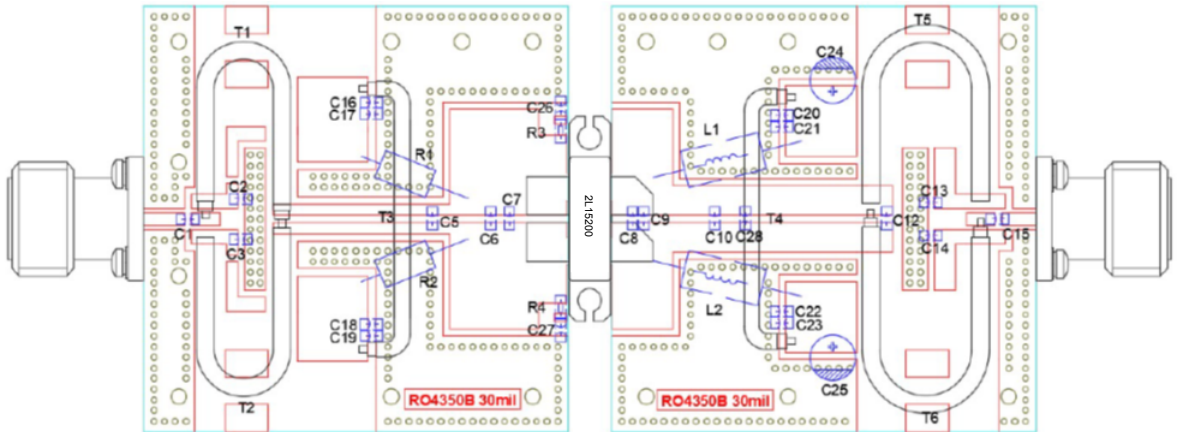 T1
T5
C24
C16
C17
C26
R3
C20
C21
L1
R1
2L15200
C2
C7
C13
C1
T3
C5
C9
T4
C12
C15
C6
C8
C10
C28
C3
C14
R2
L2
R4
C18
C19
C27
C22
C23
RO4350B 30mil
RO4350B 30mil
C25
T2
T6